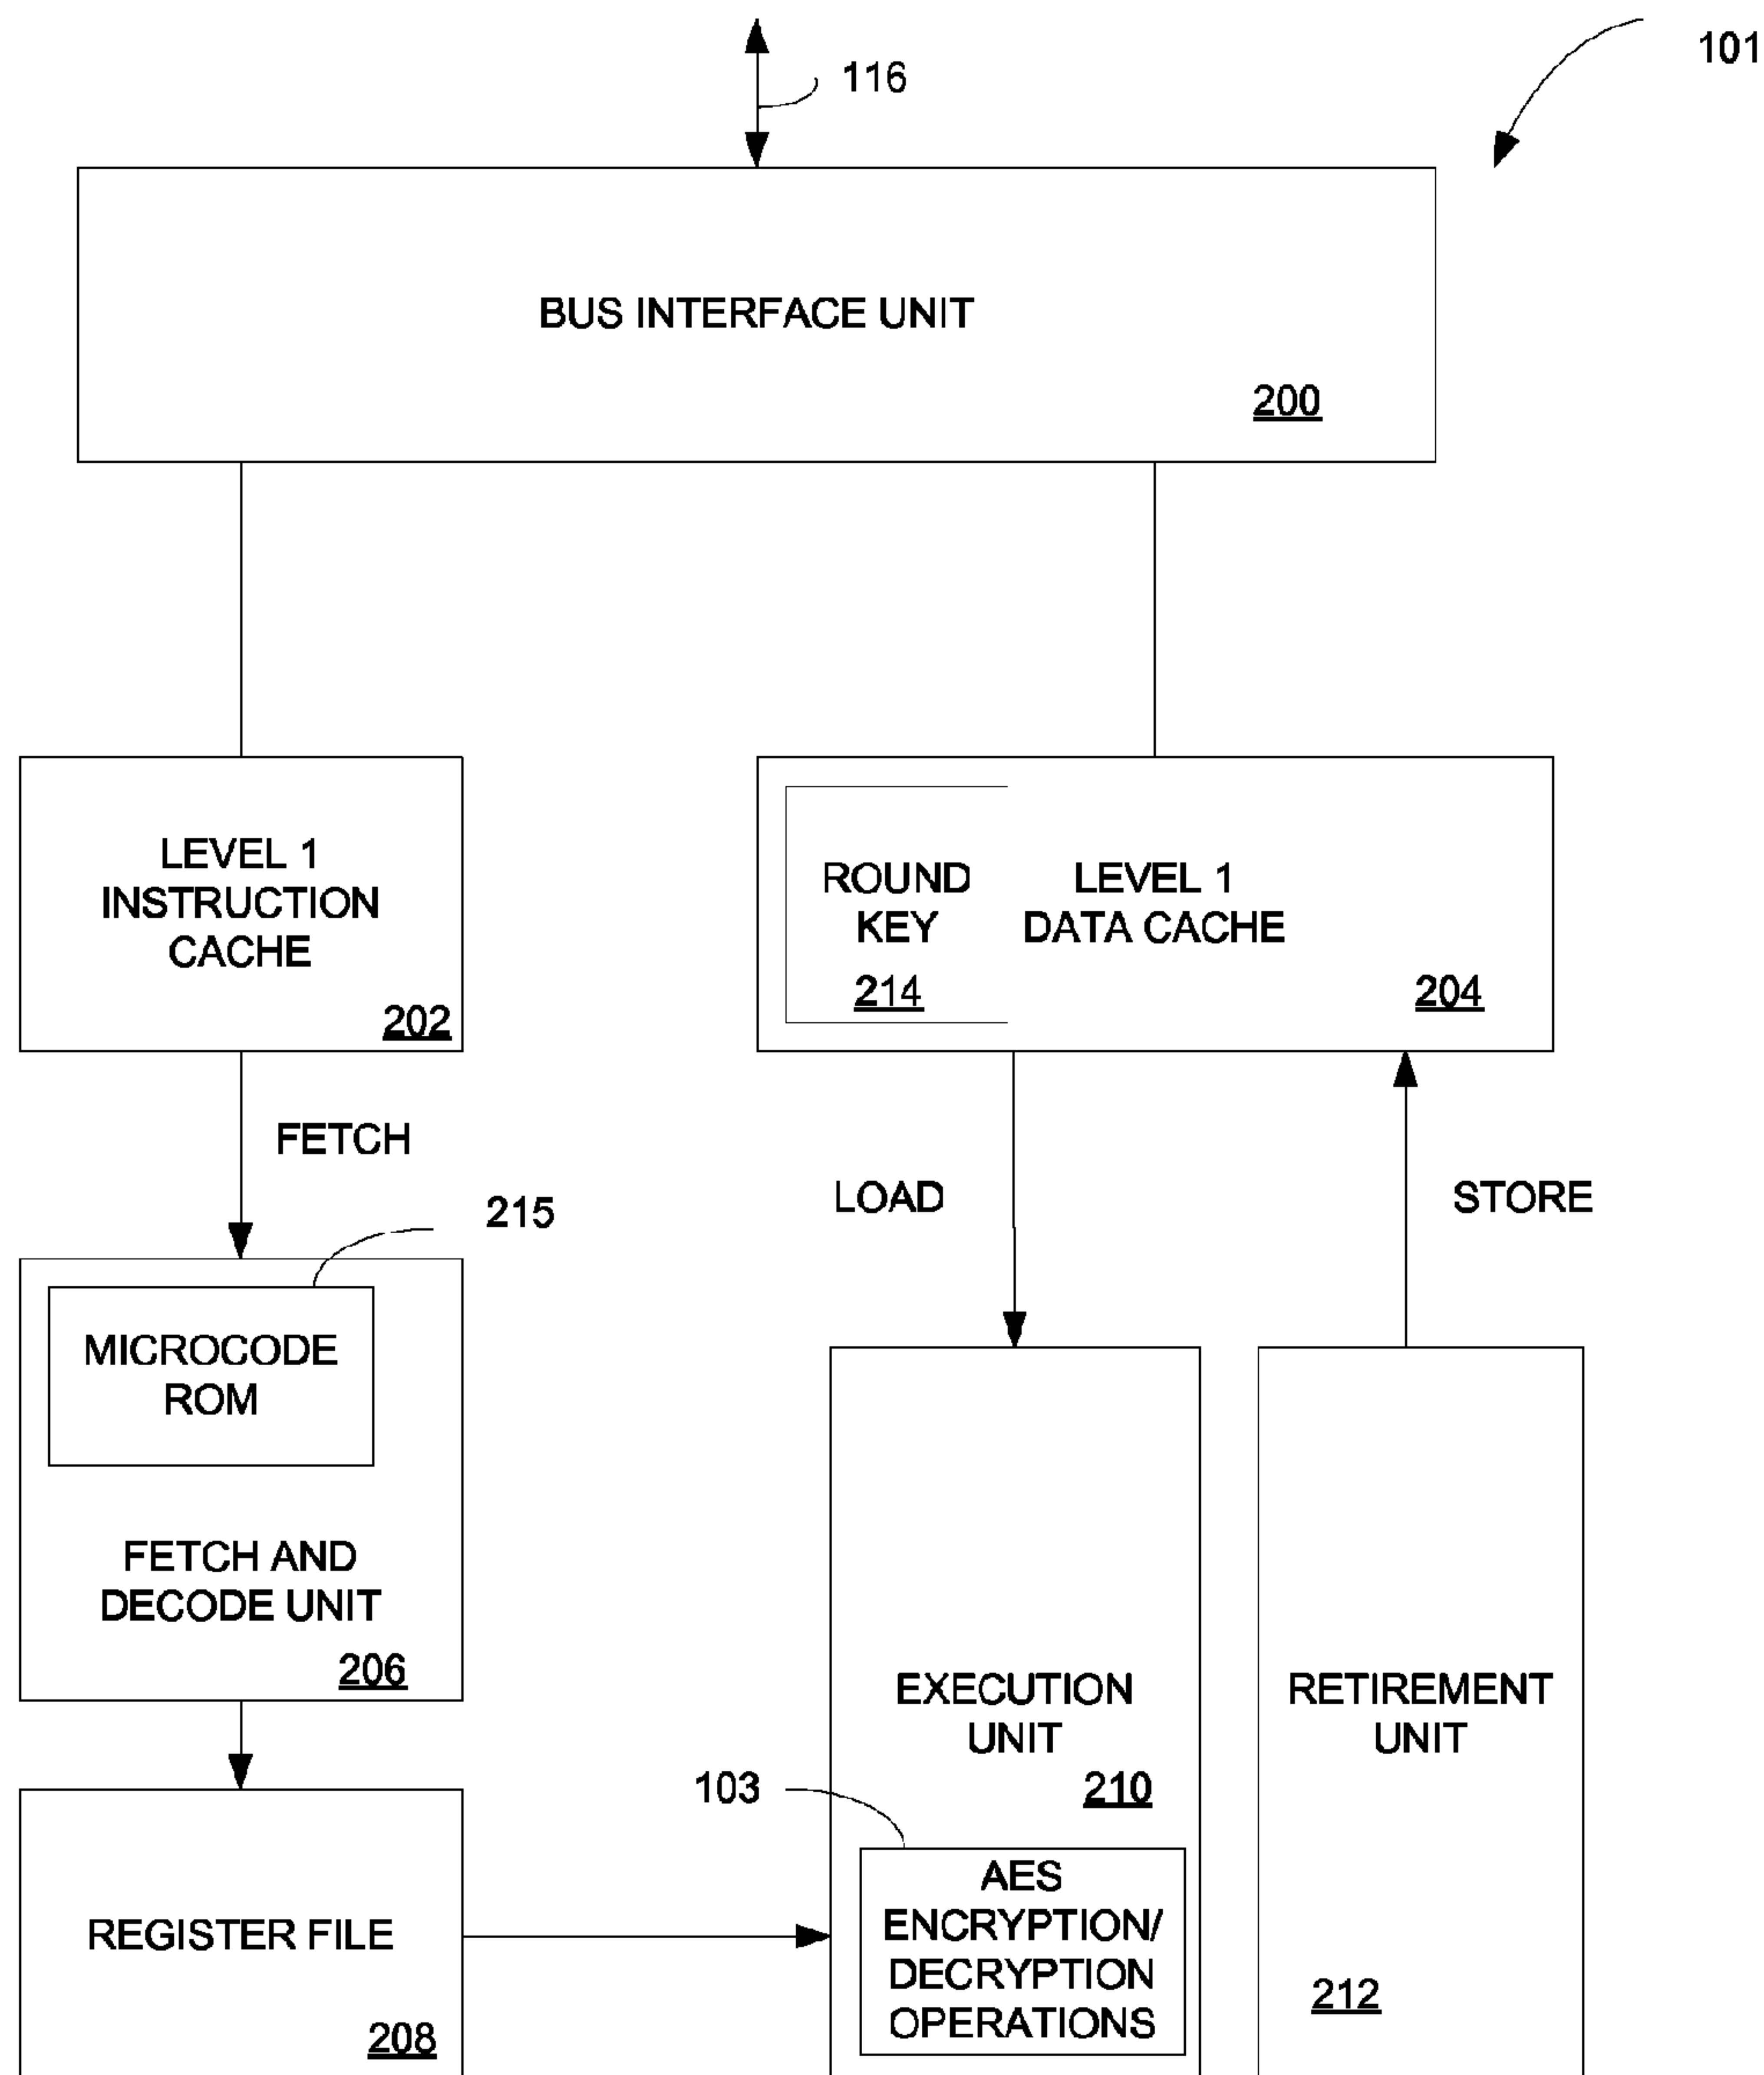 101
116
BUS INTERFACE UNIT
200
LEVEL 1
INSTRUCTION
CACHE
202
ROUND
KEY
214
LEVEL 1
DATA CACHE
204
FETCH
215
LOAD
STORE
MICROCODE
ROM
FETCH AND
DECODE UNIT
206
EXECUTION
UNIT
210
RETIREMENT
UNIT
212
103
AES
ENCRYPTION/
DECRYPTION
OPERATIONS
REGISTER FILE
208